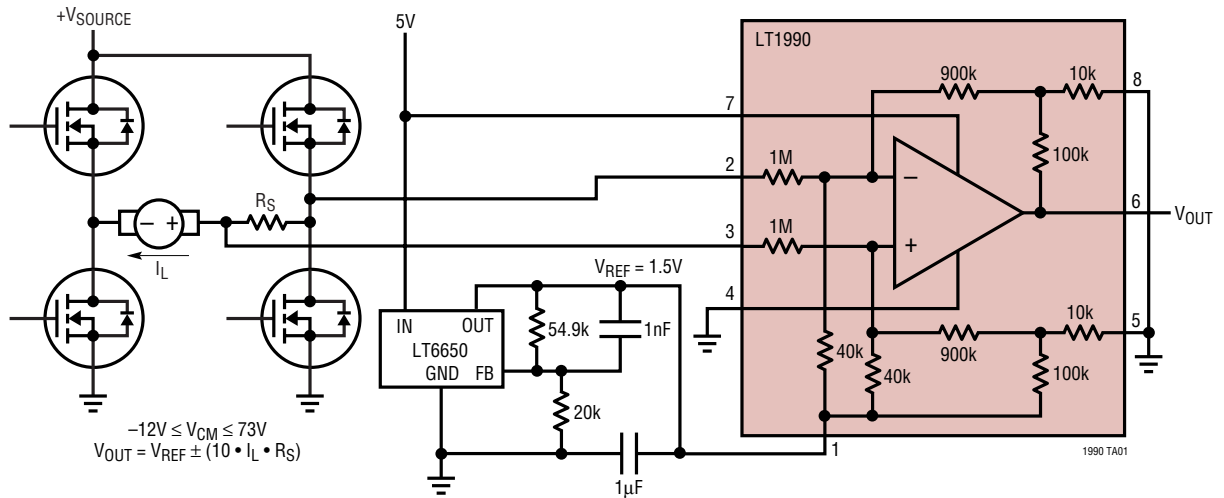 +VSOURCE
5V
LT1990
900k
10k
8
7
100k
2
1M
–
6
VOUT
RS
– +
3
1M
+
IL
VREF = 1.5V
4
10k
5
IN OUT
54.9k
1nF
900k
LT6650
40k
40k
100k
GND FB
20k
–12V ≤ VCM ≤ 73V
VOUT = VREF ± (10 • IL • RS)
1
1990 TA01
1µF